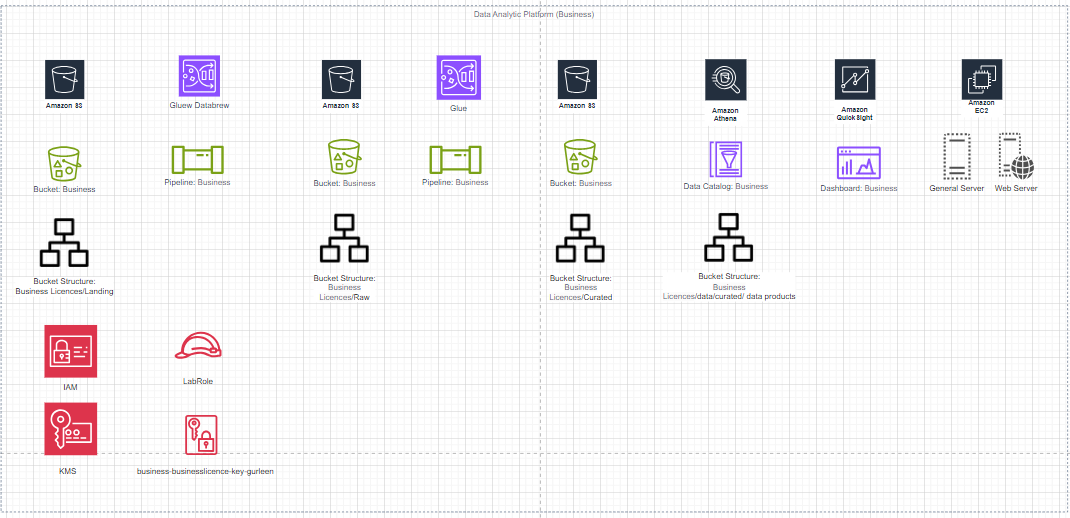 Data Analytic Platform (Business)
Amazon S3
Gluew Databrew
Amazon S3
Glue
Amazon S3
Amazon
Athena
Amazon
QuickSight
Amazon
EC2
Bucket: Business
Pipeline: Business
Bucket: Business
Pipeline: Business
Bucket: Business
Data Catalog: Business
Dashboard: Business
General Server
Web Server
Bucket Structure:
Business Licences/Landing
Bucket Structure:
Business
Licences/Raw
Bucket Structure:
Business
Licences/Curated
Bucket Structure:
Business
Licences/data/curated/ data products
IAM
LabRole
KMS
business-businesslicence-key-gurleen